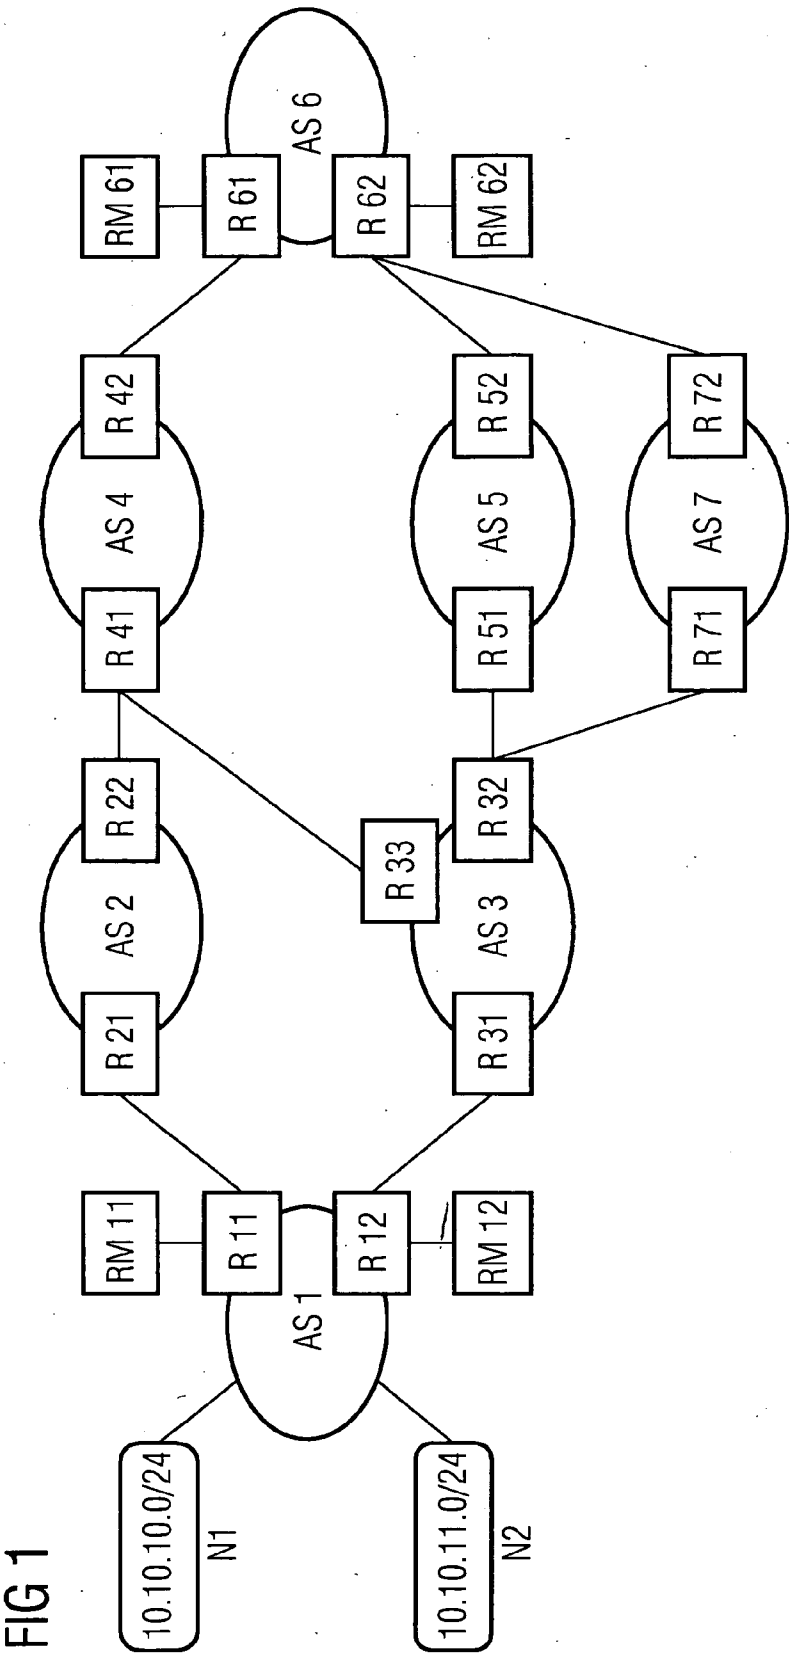 FIG 1
10.10.10.0/24
N1
10.10.11.0/24
N2
AS 1
RM 11
R 11
R 12
RM 12
R 21
AS 2
R 22
R 31
AS 3
R 33
R 32
R 41
AS 4
R 42
R 51
AS 5
R 52
R 71
AS 7
R 72
RM 61
R 61
AS 6
R 62
RM 62